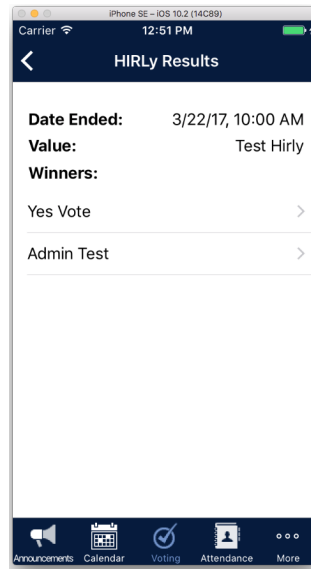 iPhone SE – iOS 10.2 (14C89)
Carrier 12:51 PM
HIRLy Results
Date Ended: 3/22/17, 10:00 AM
Value: Test Hirly
Winners:
Yes Vote
Admin Test
Announcements Calendar Voting Attendance More